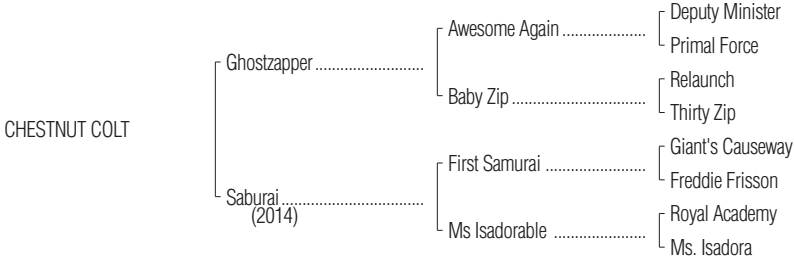 Deputy Minister
Awesome Again ....................
Primal Force
Ghostzapper ..........................
Relaunch
Baby Zip ................................
Thirty Zip
CHESTNUT COLT
Giant's Causeway
First Samurai ........................
Freddie Frisson
Saburai ..................................
(2014)
Royal Academy
Ms Isadorable ......................
Ms. Isadora